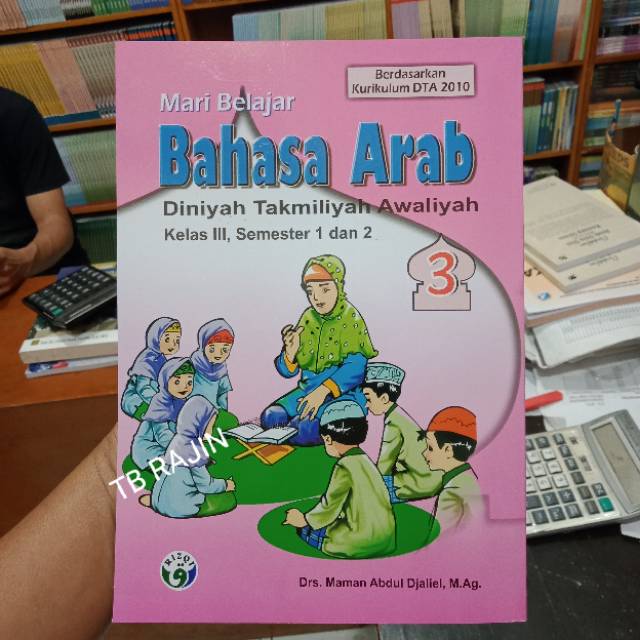 Berdasarkan
Kurikulum DTA 2010
Mari Belajar
Bahasa Arab
Diniyah Takmiliyah Awaliyah
Kelas III, Semester 1 dan 2
3
TB RAJIN
RIZQI
Drs. Maman Abdul Djaliel, M.Ag.